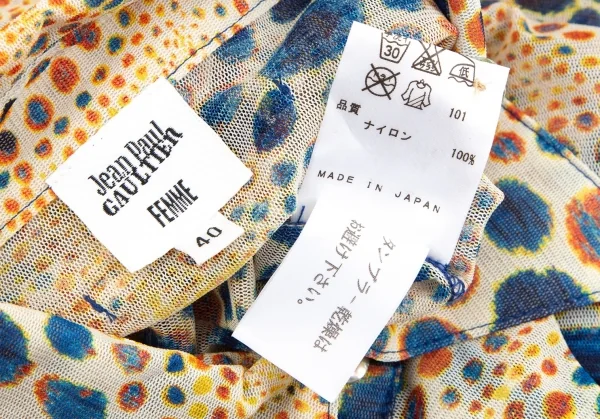 Jean Paul
GAULTIER
FEMME
40
30
低
品質 101
ナイロン 100%
MADE IN JAPAN
タンブラー乾燥は
お避け下さい。